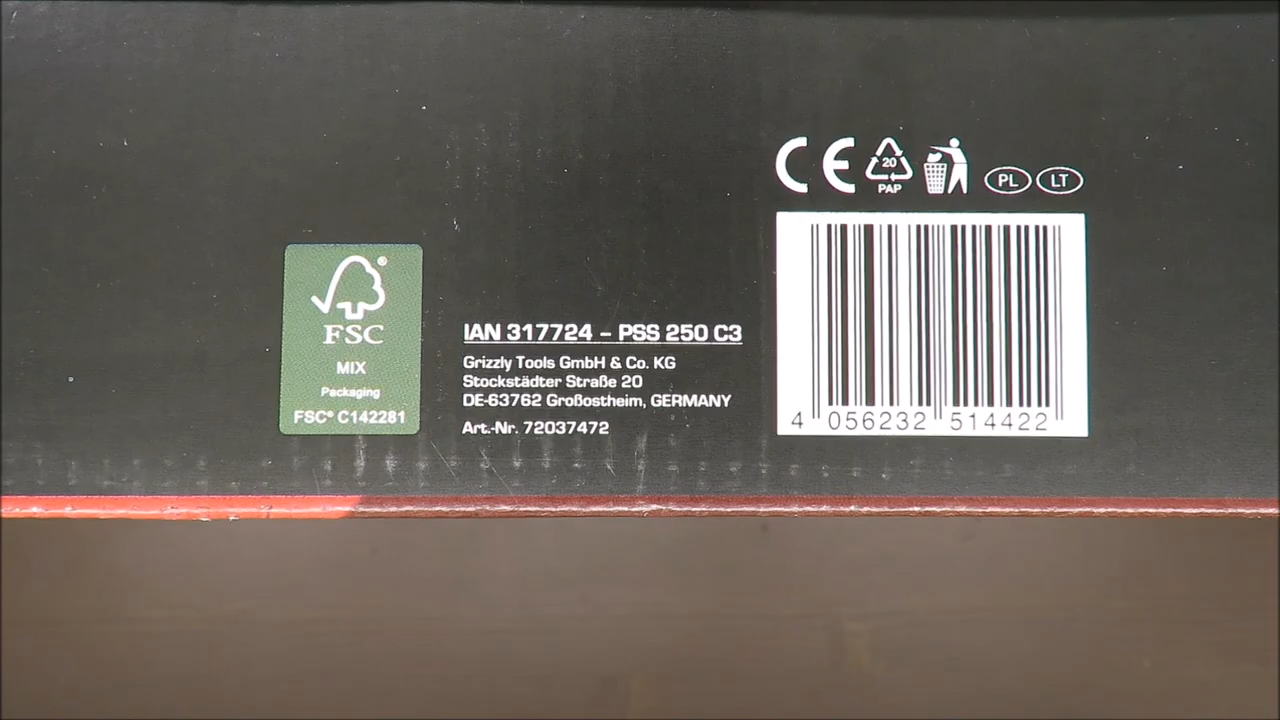 CE
20
PAP
PL LT
FSC®
MIX
Packaging
FSC® C142281
IAN 317724 – PSS 250 C3
Grizzly Tools GmbH & Co. KG
Stockstädter Straße 20
DE-63762 Großostheim, GERMANY
Art.-Nr. 72037472
4 056232 514422